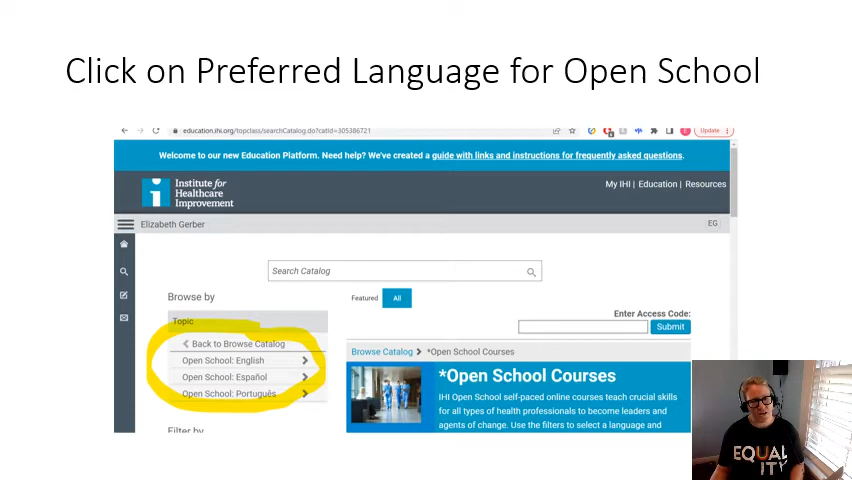 Click on Preferred Language for Open School
education.ihi.org/topclass/searchCatalog.do?catId=305386721
Update
Welcome to our new Education Platform. Need help? We've created a guide with links and instructions for frequently asked questions.
Institute for
Healthcare
Improvement
My IHI | Education | Resources
Elizabeth Gerber
EG
Search Catalog
Browse by
Featured
All
Enter Access Code:
Submit
Topic
Back to Browse Catalog
Open School: English
Open School: Español
Open School: Português
Filter by
Browse Catalog > *Open School Courses
*Open School Courses
IHI Open School self-paced online courses teach crucial skills
for all types of health professionals to become leaders and
agents of change. Use the filters to select a language and
EQUAL
ITY